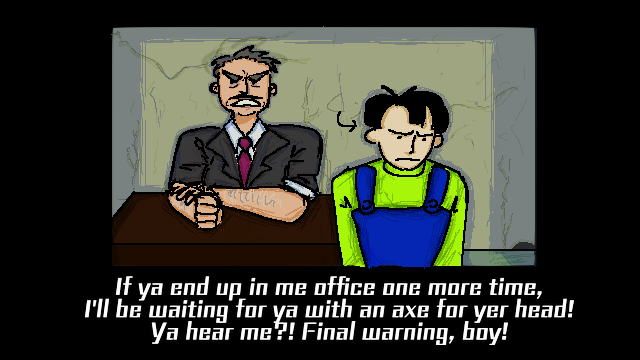 If ya end up in me office one more time,
I'll be waiting for ya with an axe for yer head!
Ya hear me?! Final warning, boy!